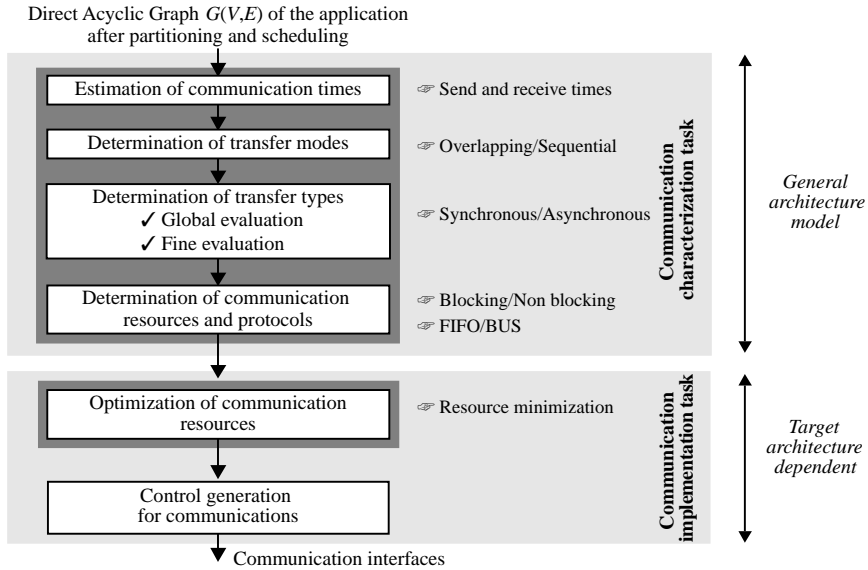 Direct Acyclic Graph G(V,E) of the application
after partitioning and scheduling
Estimation of communication times
☞ Send and receive times
Determination of transfer modes
☞ Overlapping/Sequential
Determination of transfer types
✓ Global evaluation
✓ Fine evaluation
☞ Synchronous/Asynchronous
Determination of communication
resources and protocols
☞ Blocking/Non blocking
☞ FIFO/BUS
Communication
characterization task
General
architecture
model
Optimization of communication
resources
☞ Resource minimization
Control generation
for communications
Communication
implementation task
Target
architecture
dependent
Communication interfaces